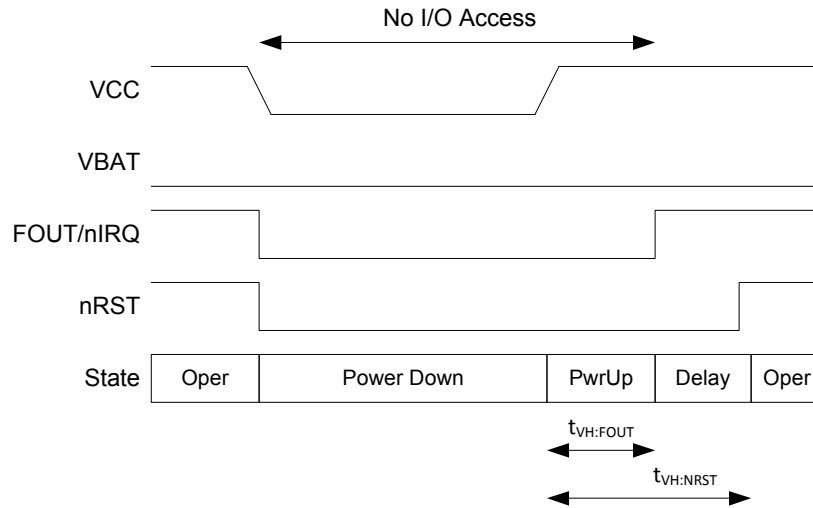 No I/O Access
VCC
VBAT
FOUT/nIRQ
nRST
State Oper Power Down PwrUp Delay Oper
tVH:FOUT
tVH:NRST